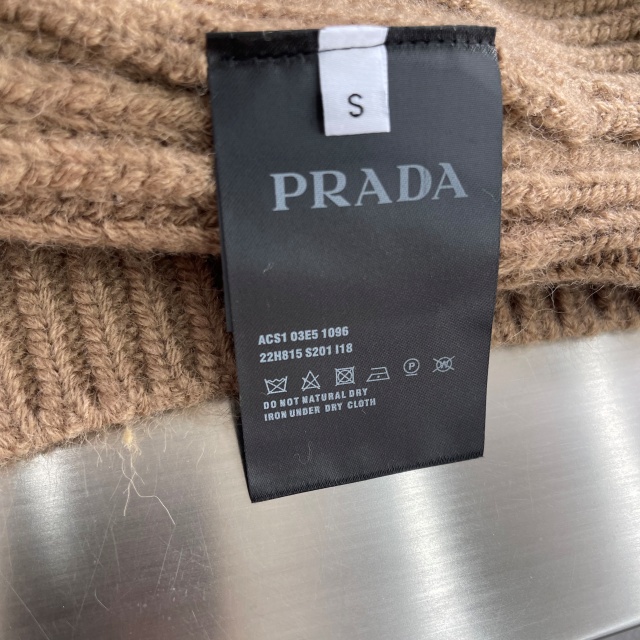 S
PRADA
ACS1 03E5 1096
22H815 S201 I18
P
DO NOT NATURAL DRY
IRON UNDER DRY CLOTH